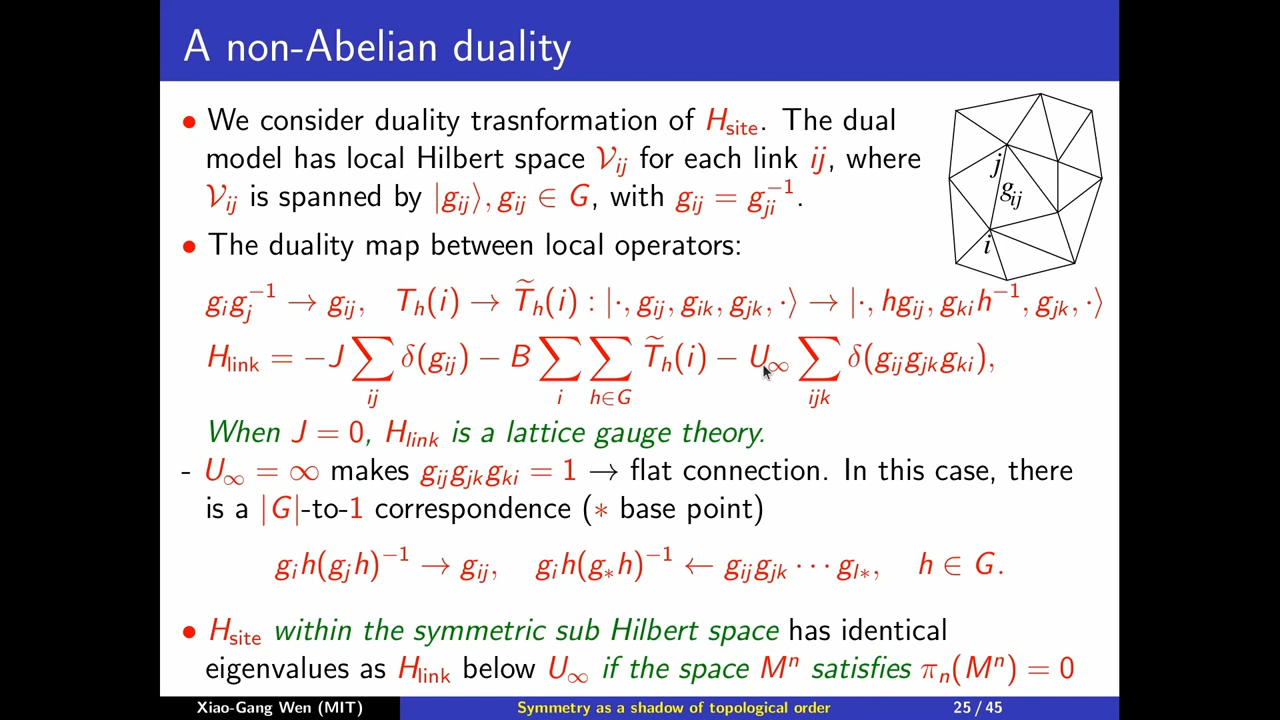 A non-Abelian duality
• We consider duality trasnformation of H_site. The dual
model has local Hilbert space 𝒱_ij for each link ij, where
𝒱_ij is spanned by |g_ij⟩, g_ij ∈ G, with g_ij = g_ji^{-1}.
• The duality map between local operators:
g_i g_j^{-1} → g_ij, T_h(i) → T̃_h(i) : |·, g_ij, g_ik, g_jk, ·⟩ → |·, hg_ij, g_ki h^{-1}, g_jk, ·⟩
H_link = −J ∑_{ij} δ(g_ij) − B ∑_i ∑_{h∈G} T̃_h(i) − U_∞ ∑_{ijk} δ(g_ij g_jk g_ki),
When J = 0, H_link is a lattice gauge theory.
- U_∞ = ∞ makes g_ij g_jk g_ki = 1 → flat connection. In this case, there
is a |G|-to-1 correspondence (∗ base point)
g_i h(g_j h)^{-1} → g_ij, g_i h(g_∗ h)^{-1} ← g_ij g_jk ··· g_l∗, h ∈ G.
• H_site within the symmetric sub Hilbert space has identical
eigenvalues as H_link below U_∞ if the space M^n satisfies π_n(M^n) = 0
j
g_ij
i
Xiao-Gang Wen (MIT) Symmetry as a shadow of topological order 25 / 45